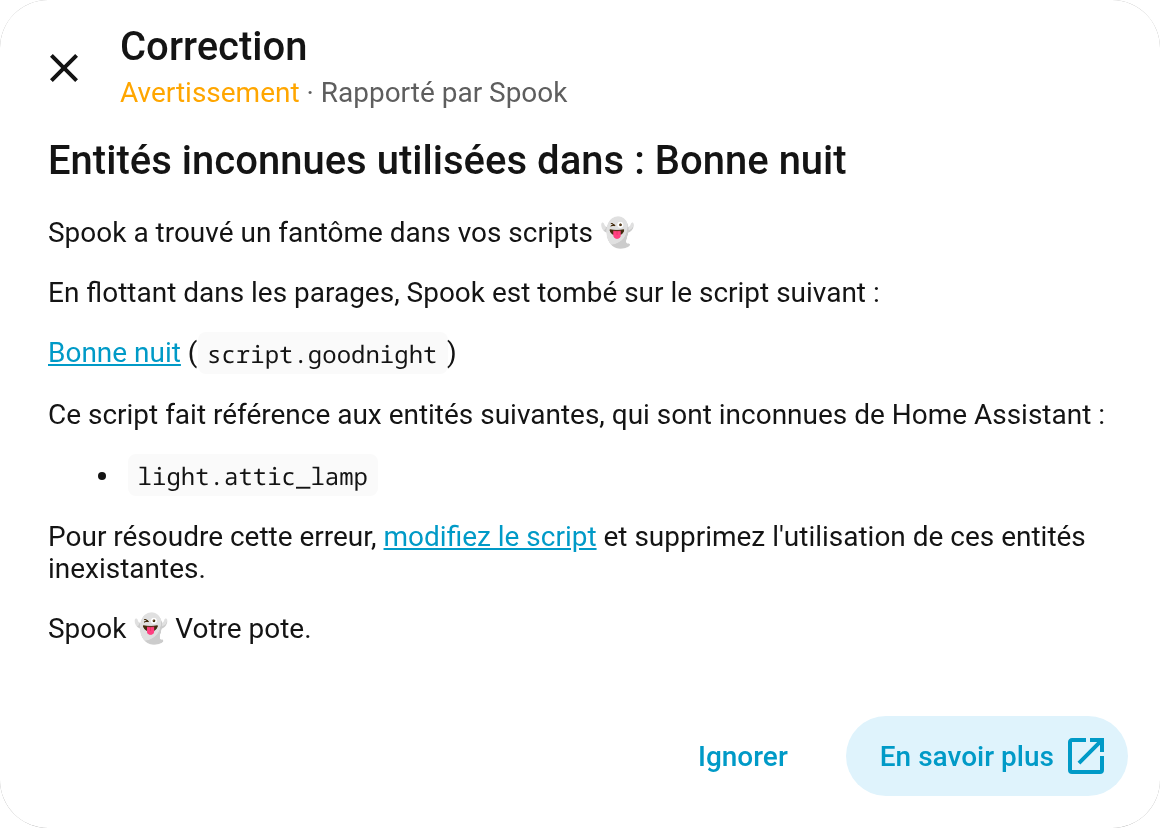 Correction
Avertissement · Rapporté par Spook
Entités inconnues utilisées dans : Bonne nuit
Spook a trouvé un fantôme dans vos scripts 👻
En flottant dans les parages, Spook est tombé sur le script suivant :
Bonne nuit ( script.goodnight )
Ce script fait référence aux entités suivantes, qui sont inconnues de Home Assistant :
• light.attic_lamp
Pour résoudre cette erreur, modifiez le script et supprimez l'utilisation de ces entités
inexistantes.
Spook 👻 Votre pote.
Ignorer
En savoir plus